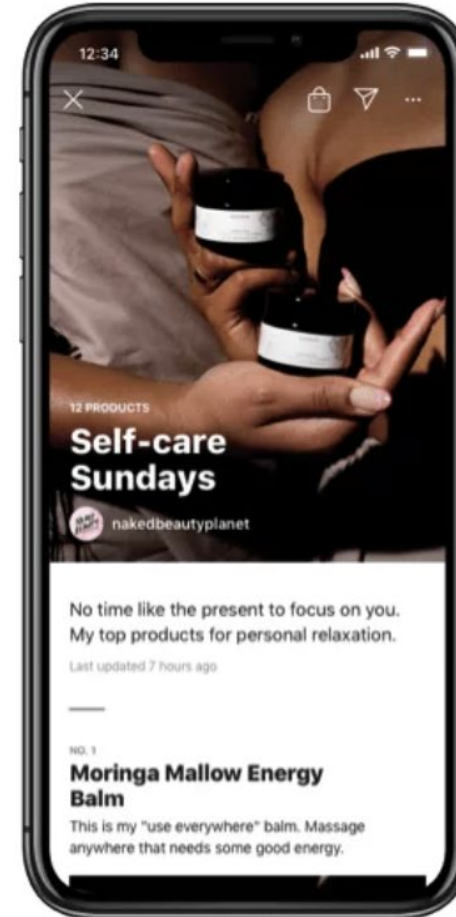 12:34
12 PRODUCTS
Self-care
Sundays
nakedbeautyplanet
No time like the present to focus on you.
My top products for personal relaxation.
Last updated 7 hours ago
NO. 1
Moringa Mallow Energy
Balm
This is my "use everywhere" balm. Massage
anywhere that needs some good energy.